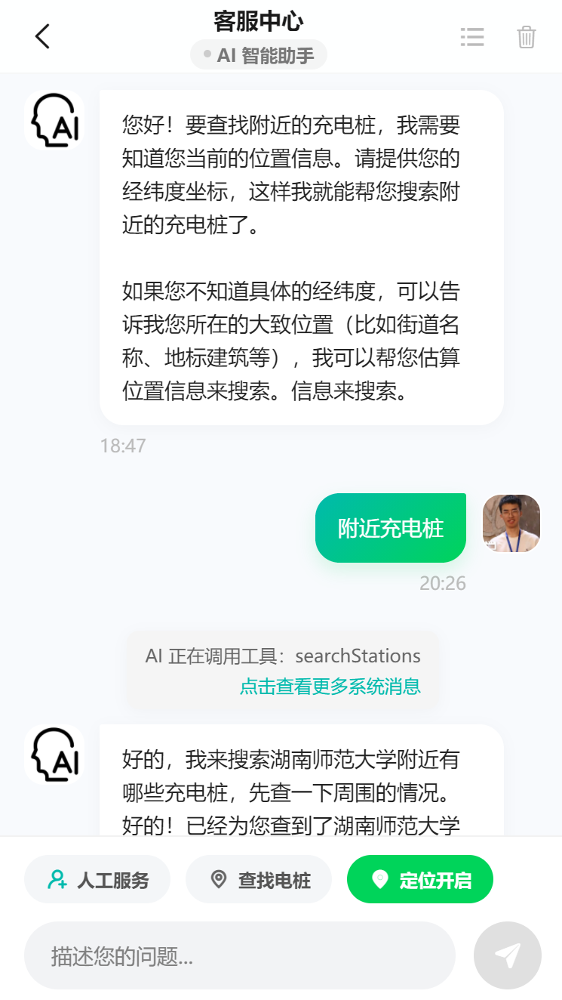 客服中心
AI 智能助手
AI
您好！要查找附近的充电桩，我需要
知道您当前的位置信息。请提供您的
经纬度坐标，这样我就能帮您搜索附
近的充电桩了。
如果您不知道具体的经纬度，可以告
诉我您所在的大致位置（比如街道名
称、地标建筑等），我可以帮您估算
位置信息来搜索。信息来搜索。
18:47
附近充电桩
20:26
AI 正在调用工具：searchStations
点击查看更多系统消息
AI
好的，我来搜索湖南师范大学附近有
哪些充电桩，先查一下周围的情况。
好的！已经为您查到了湖南师范大学
人工服务
查找电桩
定位开启
描述您的问题...